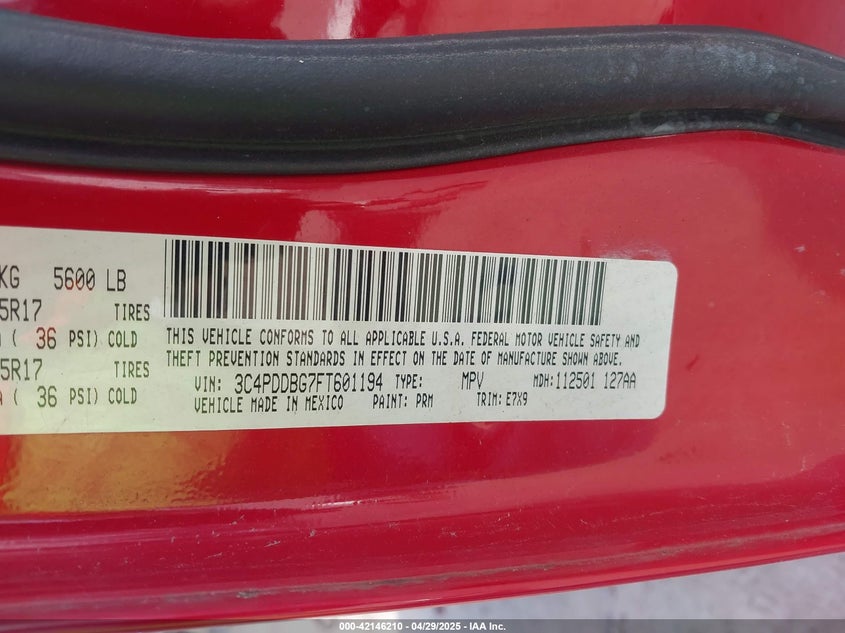 KG 5600 LB
5R17 TIRES
( 36 PSI) COLD
5R17 TIRES
( 36 PSI) COLD
THIS VEHICLE CONFORMS TO ALL APPLICABLE U.S.A. FEDERAL MOTOR VEHICLE SAFETY AND
THEFT PREVENTION STANDARDS IN EFFECT ON THE DATE OF MANUFACTURE SHOWN ABOVE.
VIN: 3C4PDDBG7FT601194 TYPE: MPV MDH: 112501 127AA
VEHICLE MADE IN MEXICO PAINT: PRM TRIM: E7X9
000-42146210 - 04/29/2025 - IAA Inc.